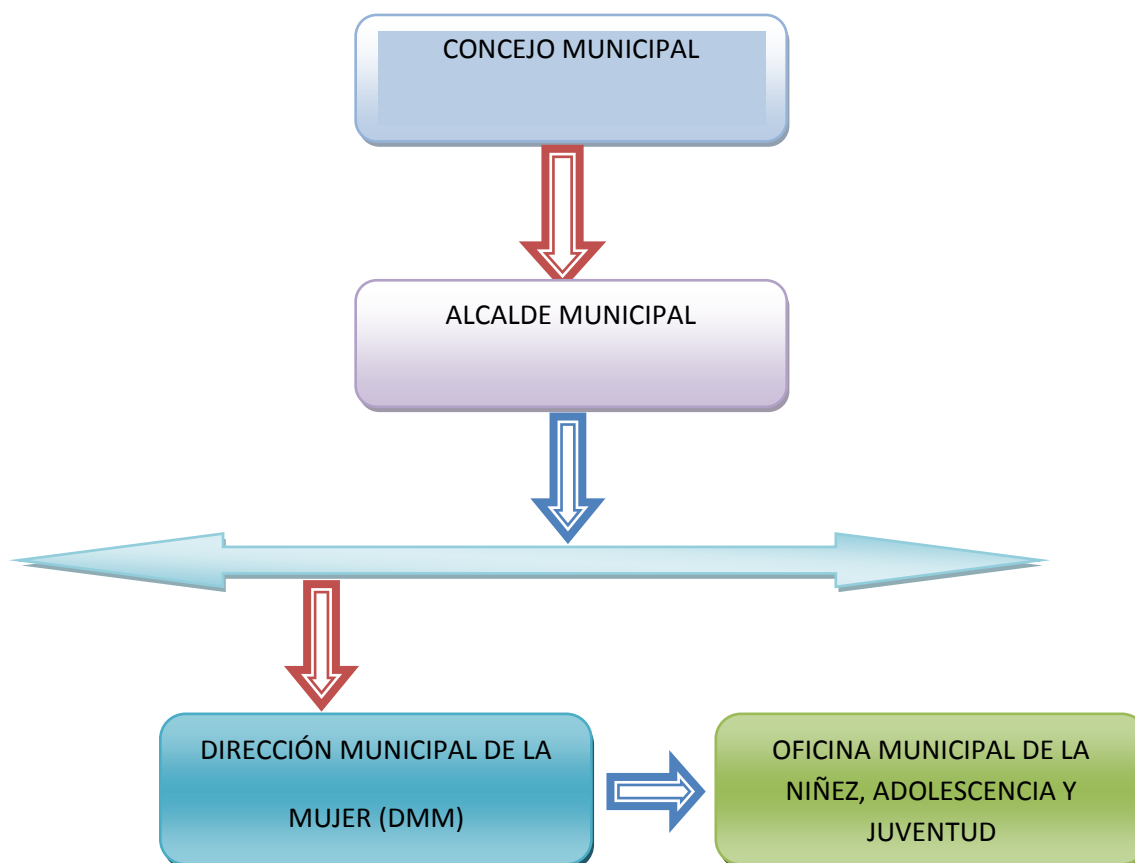 CONCEJO MUNICIPAL
ALCALDE MUNICIPAL
DIRECCIÓN MUNICIPAL DE LA
MUJER (DMM)
OFICINA MUNICIPAL DE LA
NIÑEZ, ADOLESCENCIA Y
JUVENTUD